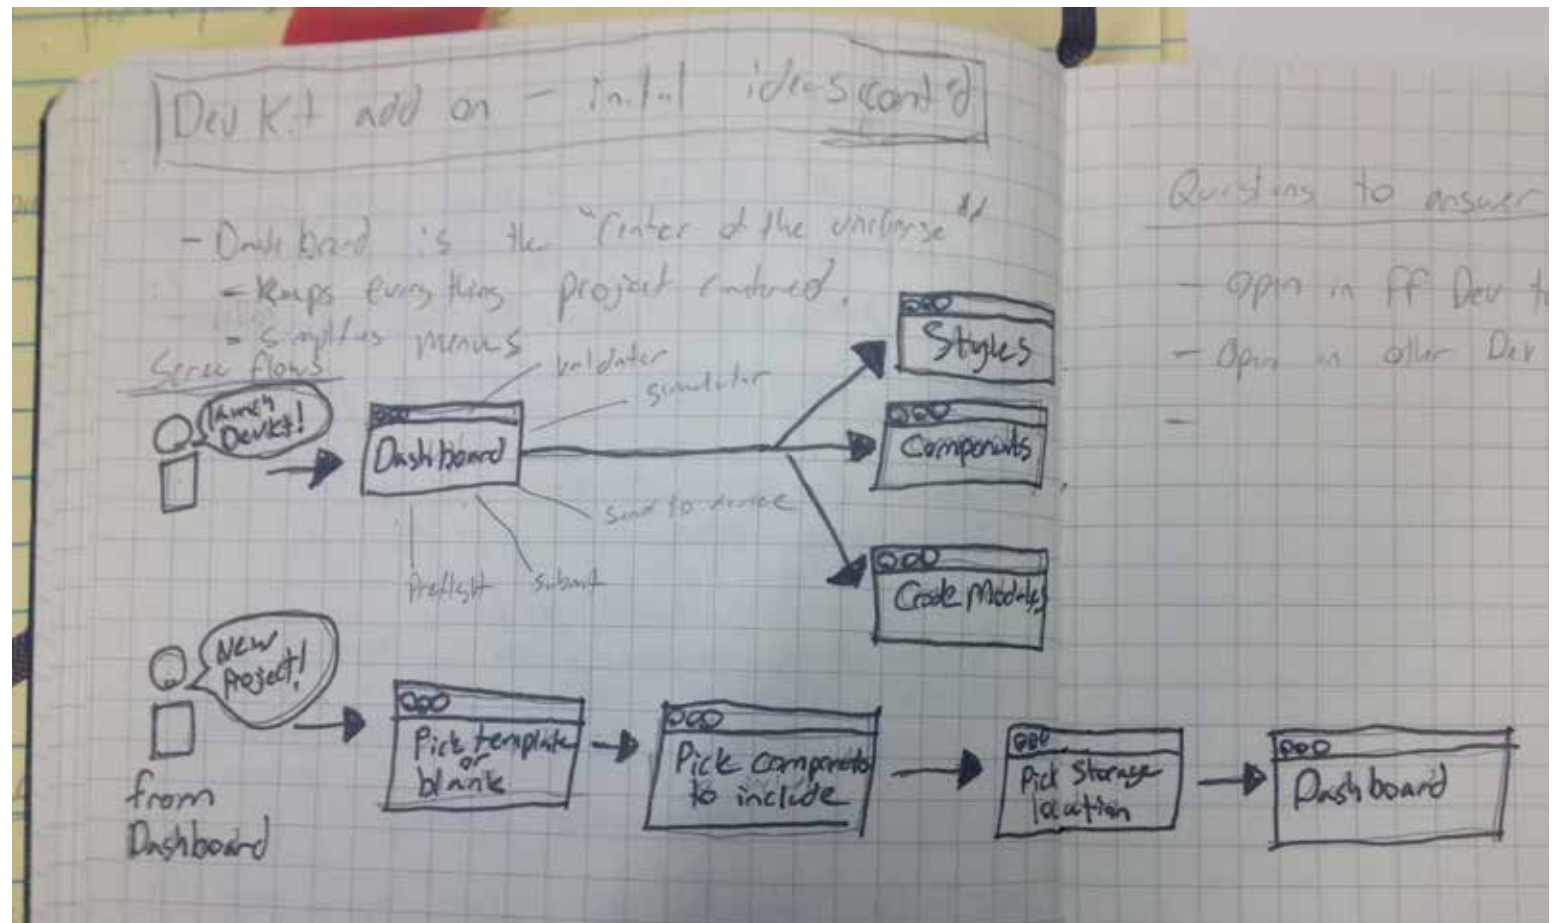 DevKit add on - initial ideas cont'd
- Dashboard is the "Center of the universe"
- Keeps everything project centered.
- Simplifies menus
Screen flows
validator
simulator
Launch
DevKit!
Dashboard
Styles
Components
Code Modules
send to device
Preflight
submit
New
Project!
from
Dashboard
Pick template
or
blank
Pick components
to include
Pick Storage
location
Dashboard
Questions to answer
- Open in FF Dev
- Open in other Dev
-